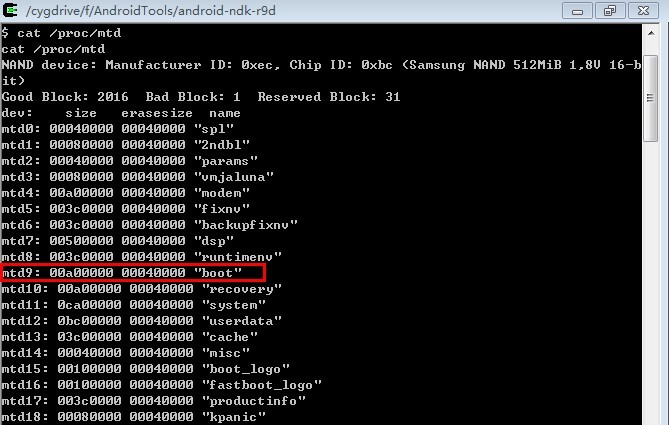 /cygdrive/f/AndroidTools/android-ndk-r9d
$ cat /proc/mtd
cat /proc/mtd
NAND device: Manufacturer ID: 0xec, Chip ID: 0xbc (Samsung NAND 512MiB 1,8V 16-b
it)
Good Block: 2016  Bad Block: 1  Reserved Block: 31
dev:    size   erasesize  name
mtd0: 00040000 00040000 "spl"
mtd1: 00080000 00040000 "2ndbl"
mtd2: 00040000 00040000 "params"
mtd3: 00080000 00040000 "vmjaluna"
mtd4: 00a00000 00040000 "modem"
mtd5: 003c0000 00040000 "fixnv"
mtd6: 003c0000 00040000 "backupfixnv"
mtd7: 00500000 00040000 "dsp"
mtd8: 003c0000 00040000 "runtimenv"
mtd9: 00a00000 00040000 "boot"
mtd10: 00a00000 00040000 "recovery"
mtd11: 0ca00000 00040000 "system"
mtd12: 0bc00000 00040000 "userdata"
mtd13: 03c00000 00040000 "cache"
mtd14: 00040000 00040000 "misc"
mtd15: 00100000 00040000 "boot_logo"
mtd16: 00100000 00040000 "fastboot_logo"
mtd17: 003c0000 00040000 "productinfo"
mtd18: 00080000 00040000 "kpanic"